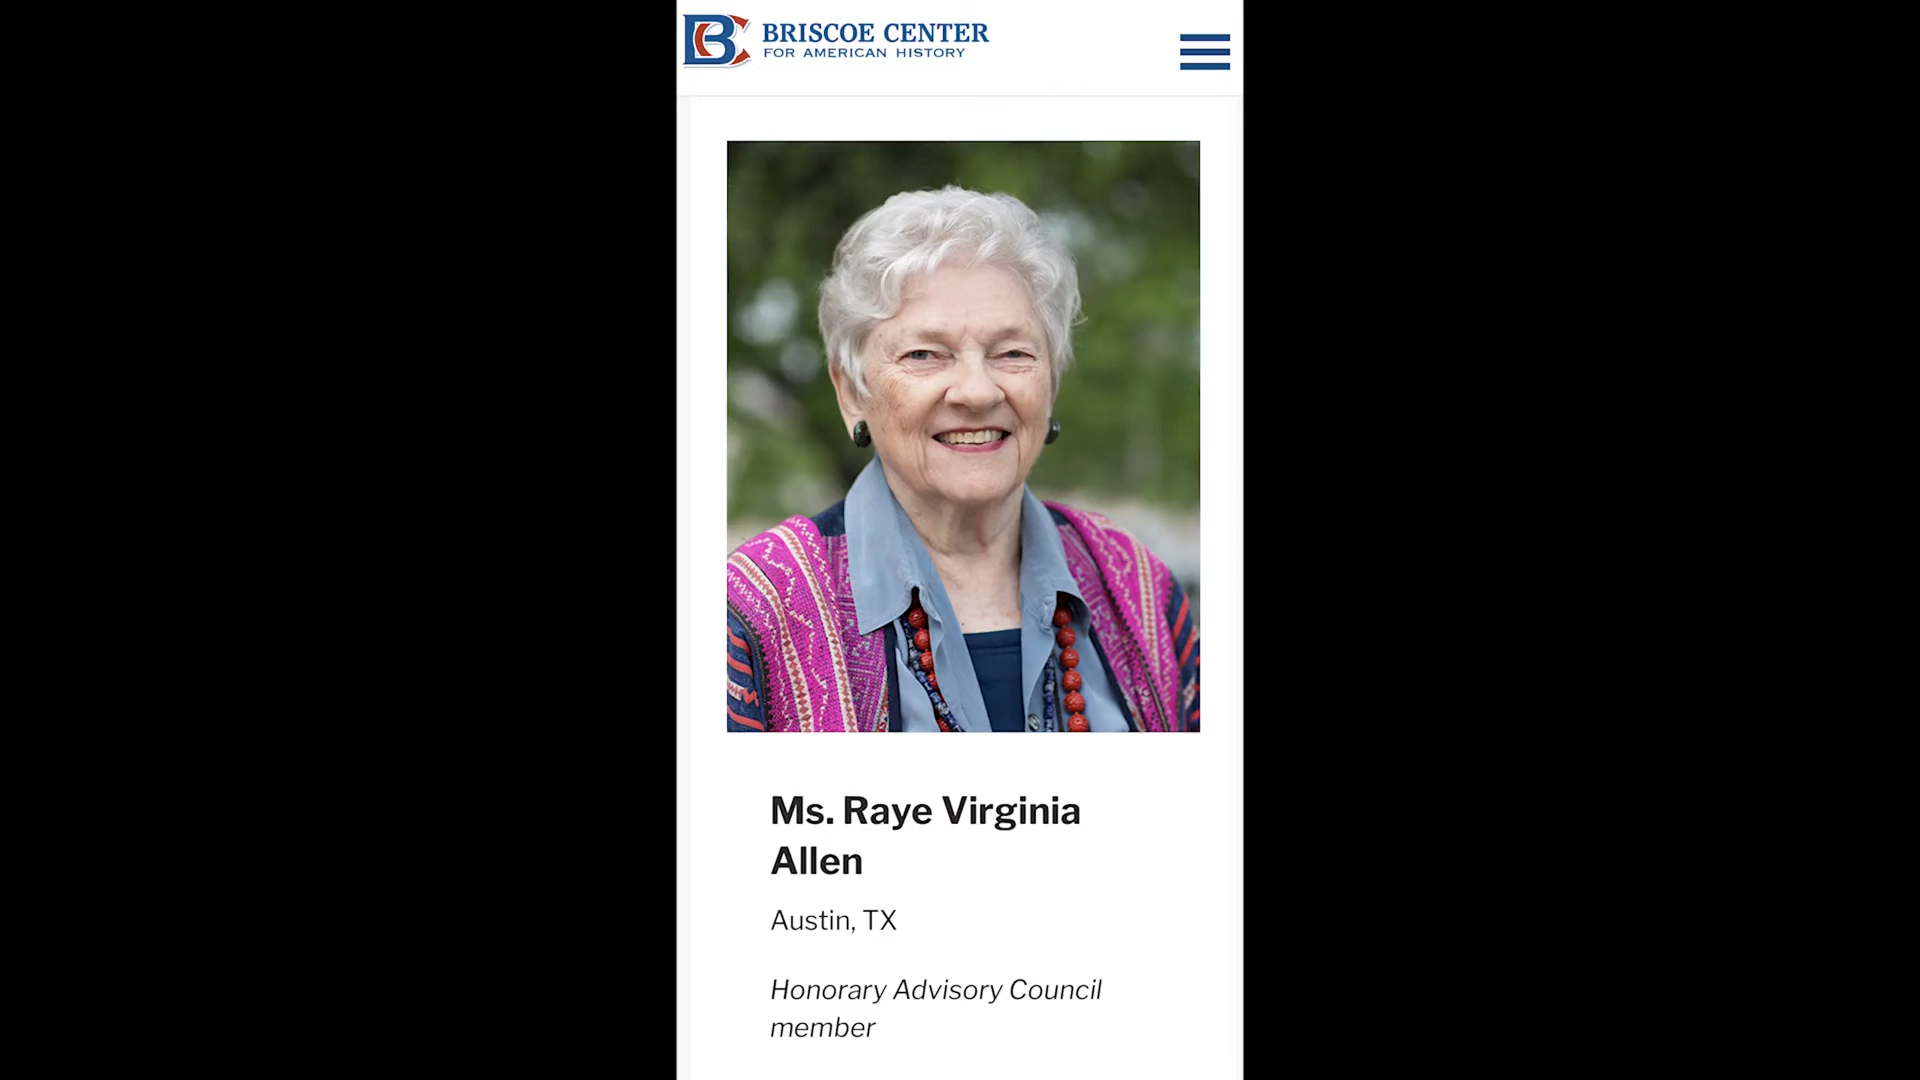 BRISCOE CENTER
FOR AMERICAN HISTORY
Ms. Raye Virginia
Allen
Austin, TX
Honorary Advisory Council
member